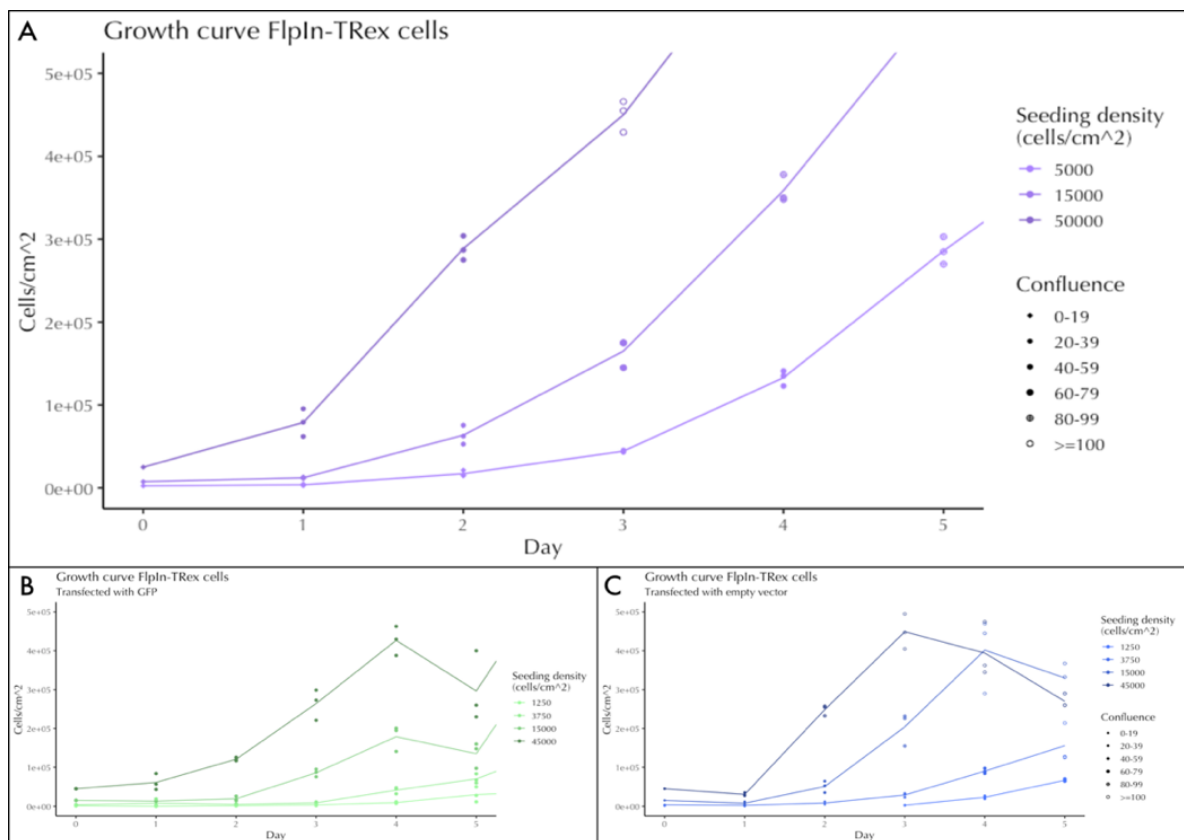 A
Growth curve FlpIn-TRex cells
5e+05
4e+05
3e+05
2e+05
1e+05
0e+00
Cells/cm^2
0 1 2 3 4 5
Day
Seeding density
(cells/cm^2)
5000
15000
50000
Confluence
0-19
20-39
40-59
60-79
80-99
>=100
B
Growth curve FlpIn-TRex cells
Transfected with GFP
5e+05
4e+05
3e+05
2e+05
1e+05
0e+00
Cells/cm^2
0 1 2 3 4 5
Day
Seeding density
(cells/cm^2)
1250
3750
15000
45000
C
Growth curve FlpIn-TRex cells
Transfected with empty vector
5e+05
4e+05
3e+05
2e+05
1e+05
0e+00
Cells/cm^2
0 1 2 3 4 5
Day
Seeding density
(cells/cm^2)
1250
3750
15000
45000
Confluence
0-19
20-39
40-59
60-79
80-99
>=100